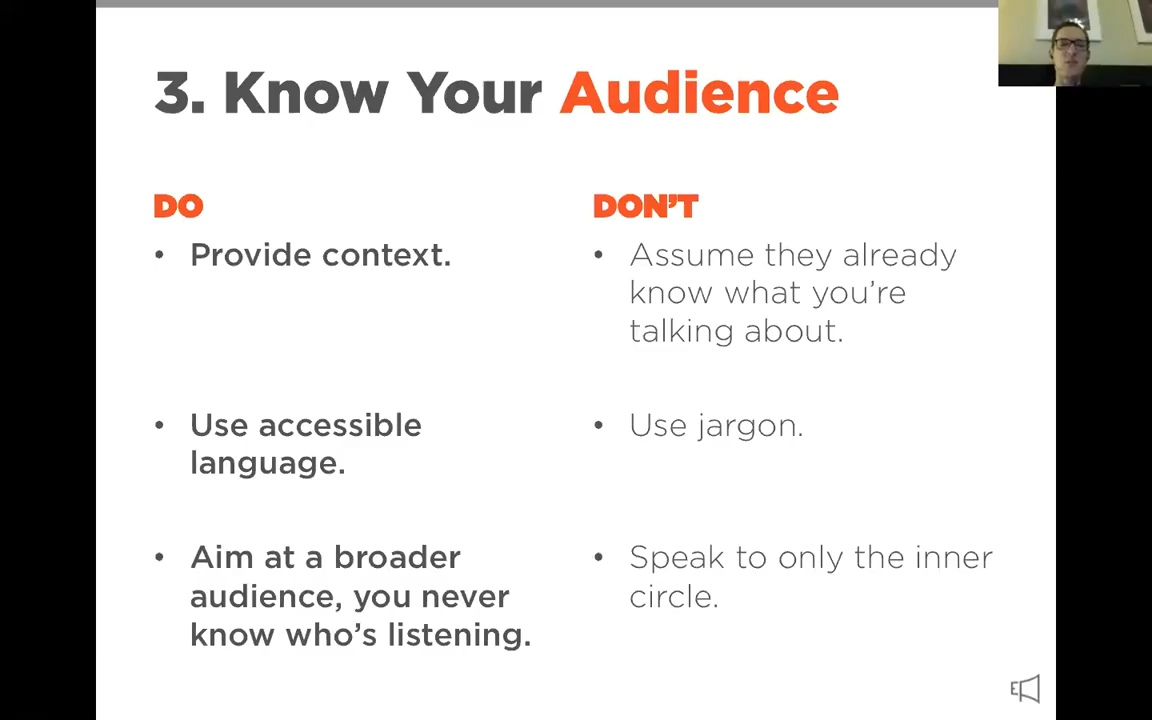 3. Know Your Audience
DO
• Provide context.
• Use accessible
language.
• Aim at a broader
audience, you never
know who's listening.
DON'T
• Assume they already
know what you're
talking about.
• Use jargon.
• Speak to only the inner
circle.
E